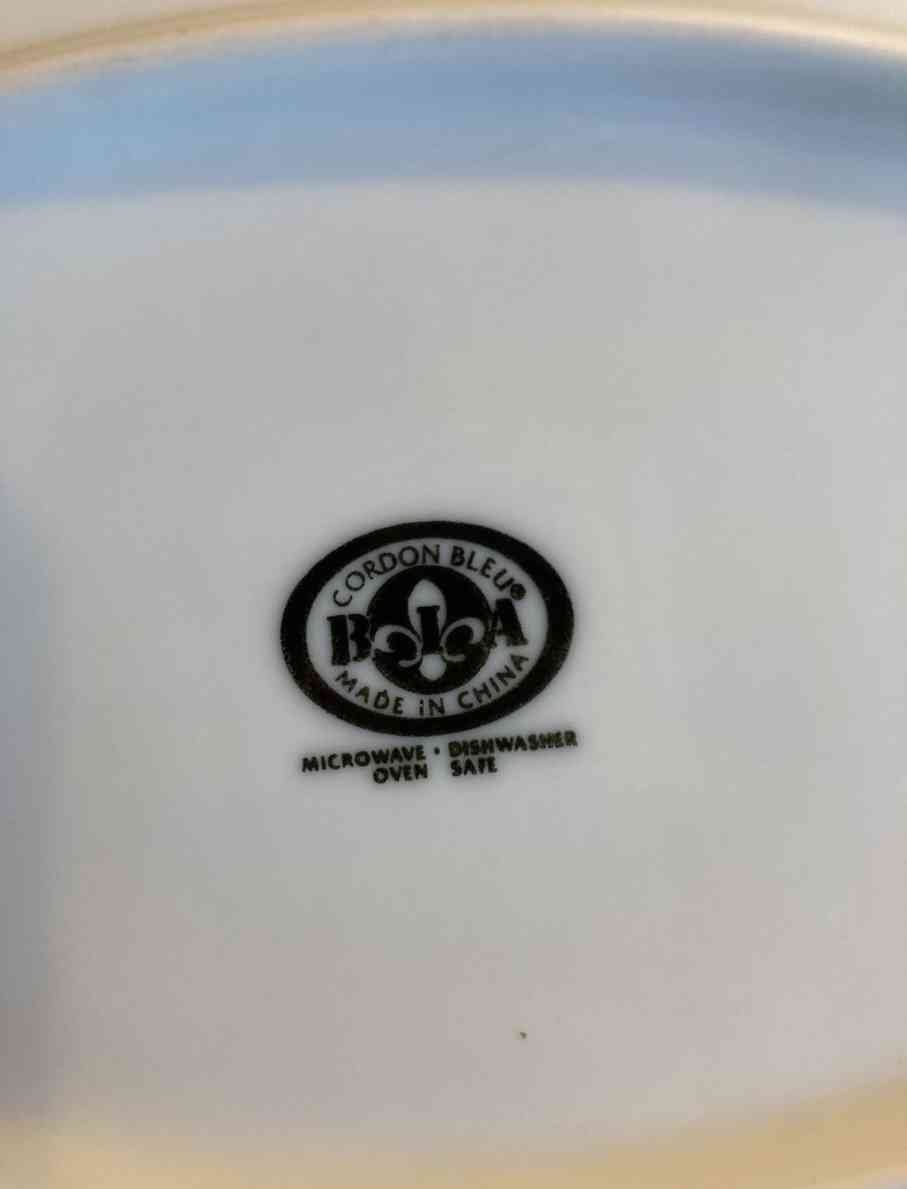 CORDON BLEU®
BIA
MADE IN CHINA
MICROWAVE · DISHWASHER
OVEN SAFE